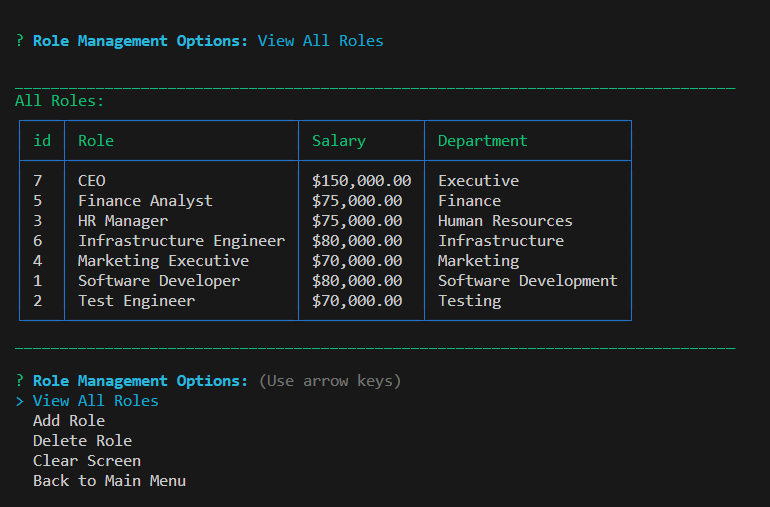 ? Role Management Options: View All Roles
All Roles:
id Role Salary Department
7 CEO $150,000.00 Executive
5 Finance Analyst $75,000.00 Finance
3 HR Manager $75,000.00 Human Resources
6 Infrastructure Engineer $80,000.00 Infrastructure
4 Marketing Executive $70,000.00 Marketing
1 Software Developer $80,000.00 Software Development
2 Test Engineer $70,000.00 Testing
? Role Management Options: (Use arrow keys)
> View All Roles
Add Role
Delete Role
Clear Screen
Back to Main Menu